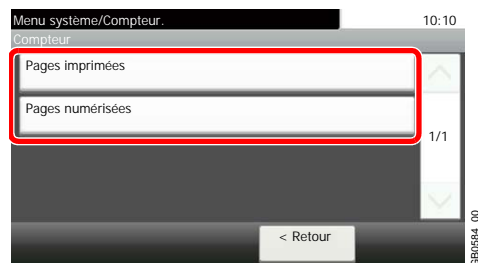 Menu système/Compteur.
10:10
Compteur
Pages imprimées
Pages numérisées
1/1
< Retour
GB0584_00